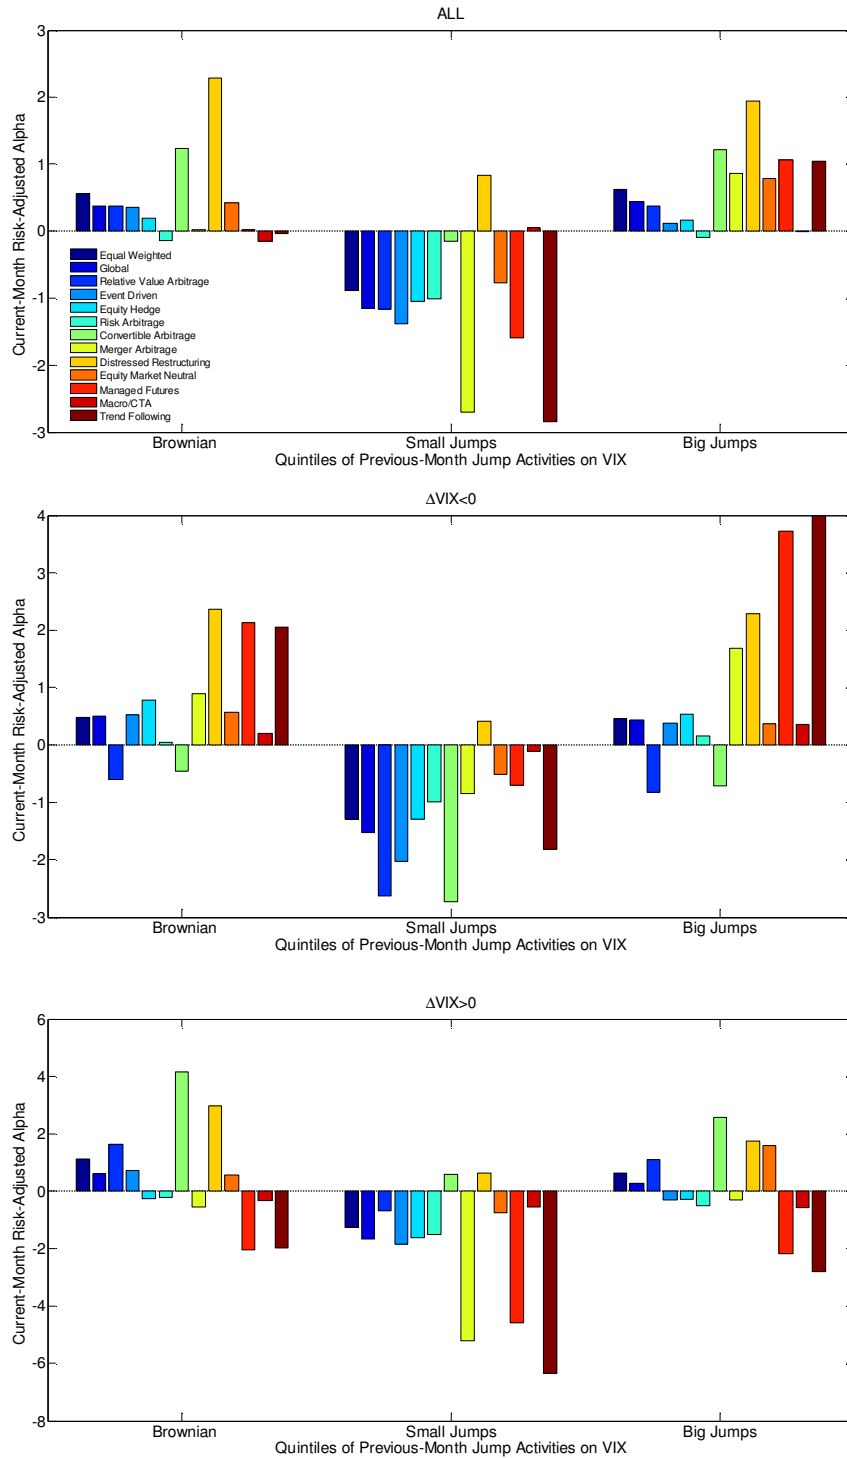 ALL
3
2
1
0
-1
-2
-3
Current-Month Risk-Adjusted Alpha
Equal Weighted
Global
Relative Value Arbitrage
Event Driven
Equity Hedge
Risk Arbitrage
Convertible Arbitrage
Merger Arbitrage
Distressed Restructuring
Equity Market Neutral
Managed Futures
Macro/CTA
Trend Following
Brownian Small Jumps Big Jumps
Quintiles of Previous-Month Jump Activities on VIX
∆VIX<0
4
3
2
1
0
-1
-2
-3
Current-Month Risk-Adjusted Alpha
Brownian Small Jumps Big Jumps
Quintiles of Previous-Month Jump Activities on VIX
∆VIX>0
6
4
2
0
-2
-4
-6
-8
Current-Month Risk-Adjusted Alpha
Brownian Small Jumps Big Jumps
Quintiles of Previous-Month Jump Activities on VIX